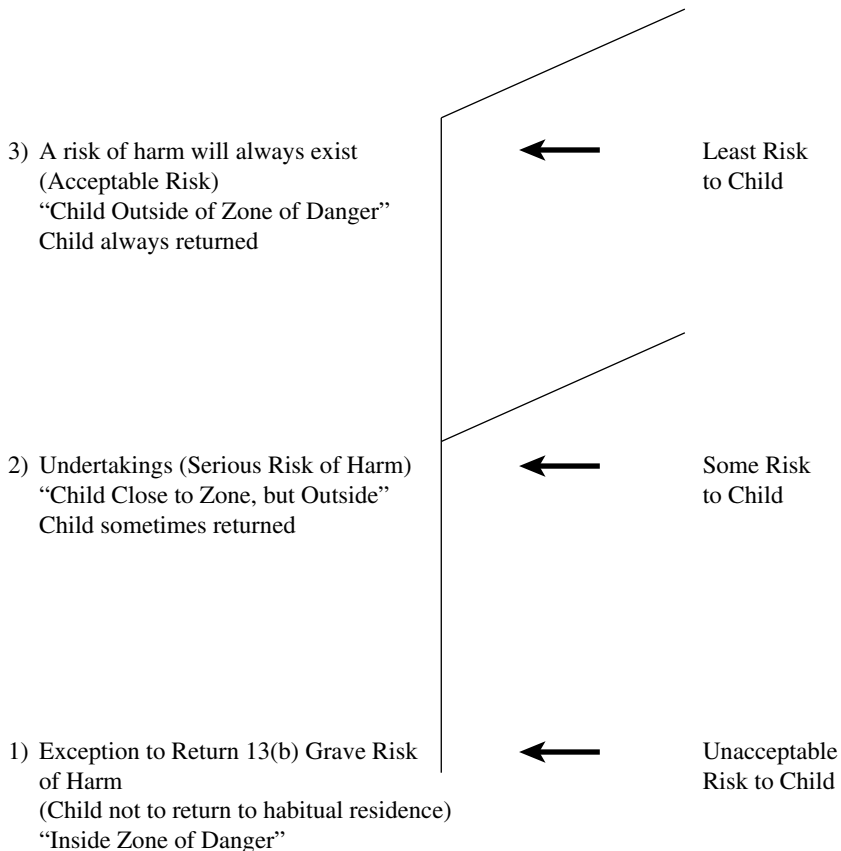 3) A risk of harm will always exist
(Acceptable Risk)
“Child Outside of Zone of Danger”
Child always returned
Least Risk
to Child
2) Undertakings (Serious Risk of Harm)
“Child Close to Zone, but Outside”
Child sometimes returned
Some Risk
to Child
1) Exception to Return 13(b) Grave Risk
of Harm
(Child not to return to habitual residence)
“Inside Zone of Danger”
Unacceptable
Risk to Child